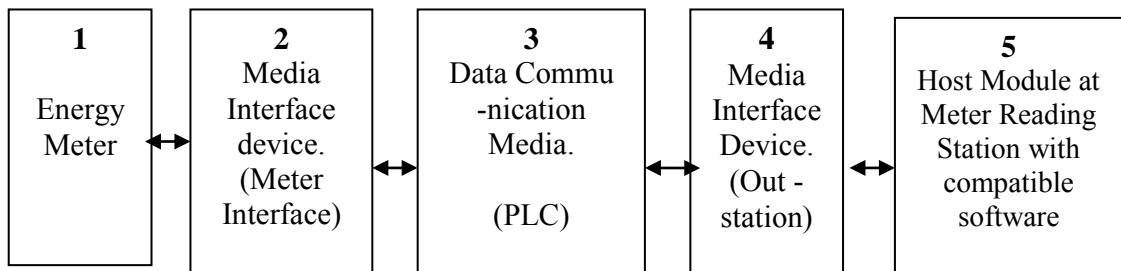 1
Energy
Meter
2
Media
Interface
device.
(Meter
Interface)
3
Data Commu
-nication
Media.
(PLC)
4
Media
Interface
Device.
(Out -
station)
5
Host Module at
Meter Reading
Station with
compatible
software